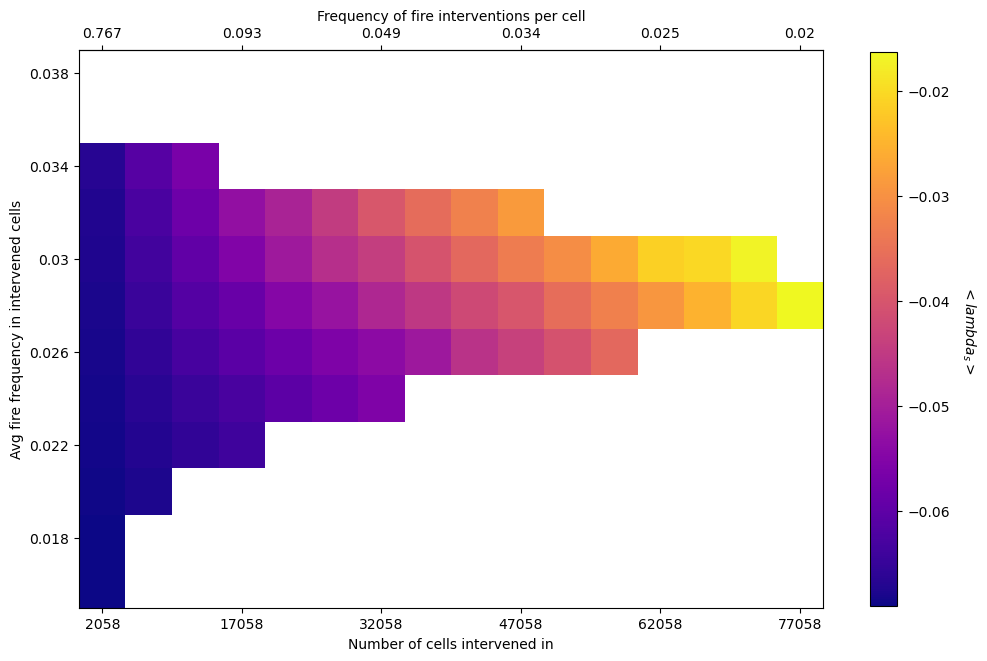 Frequency of fire interventions per cell
0.767 0.093 0.049 0.034 0.025 0.02
0.038
0.034
0.03
0.026
0.022
0.018
Avg fire frequency in intervened cells
2058 17058 32058 47058 62058 77058
Number of cells intervened in
−0.02
−0.03
−0.04
−0.05
−0.06
< lambda_s >